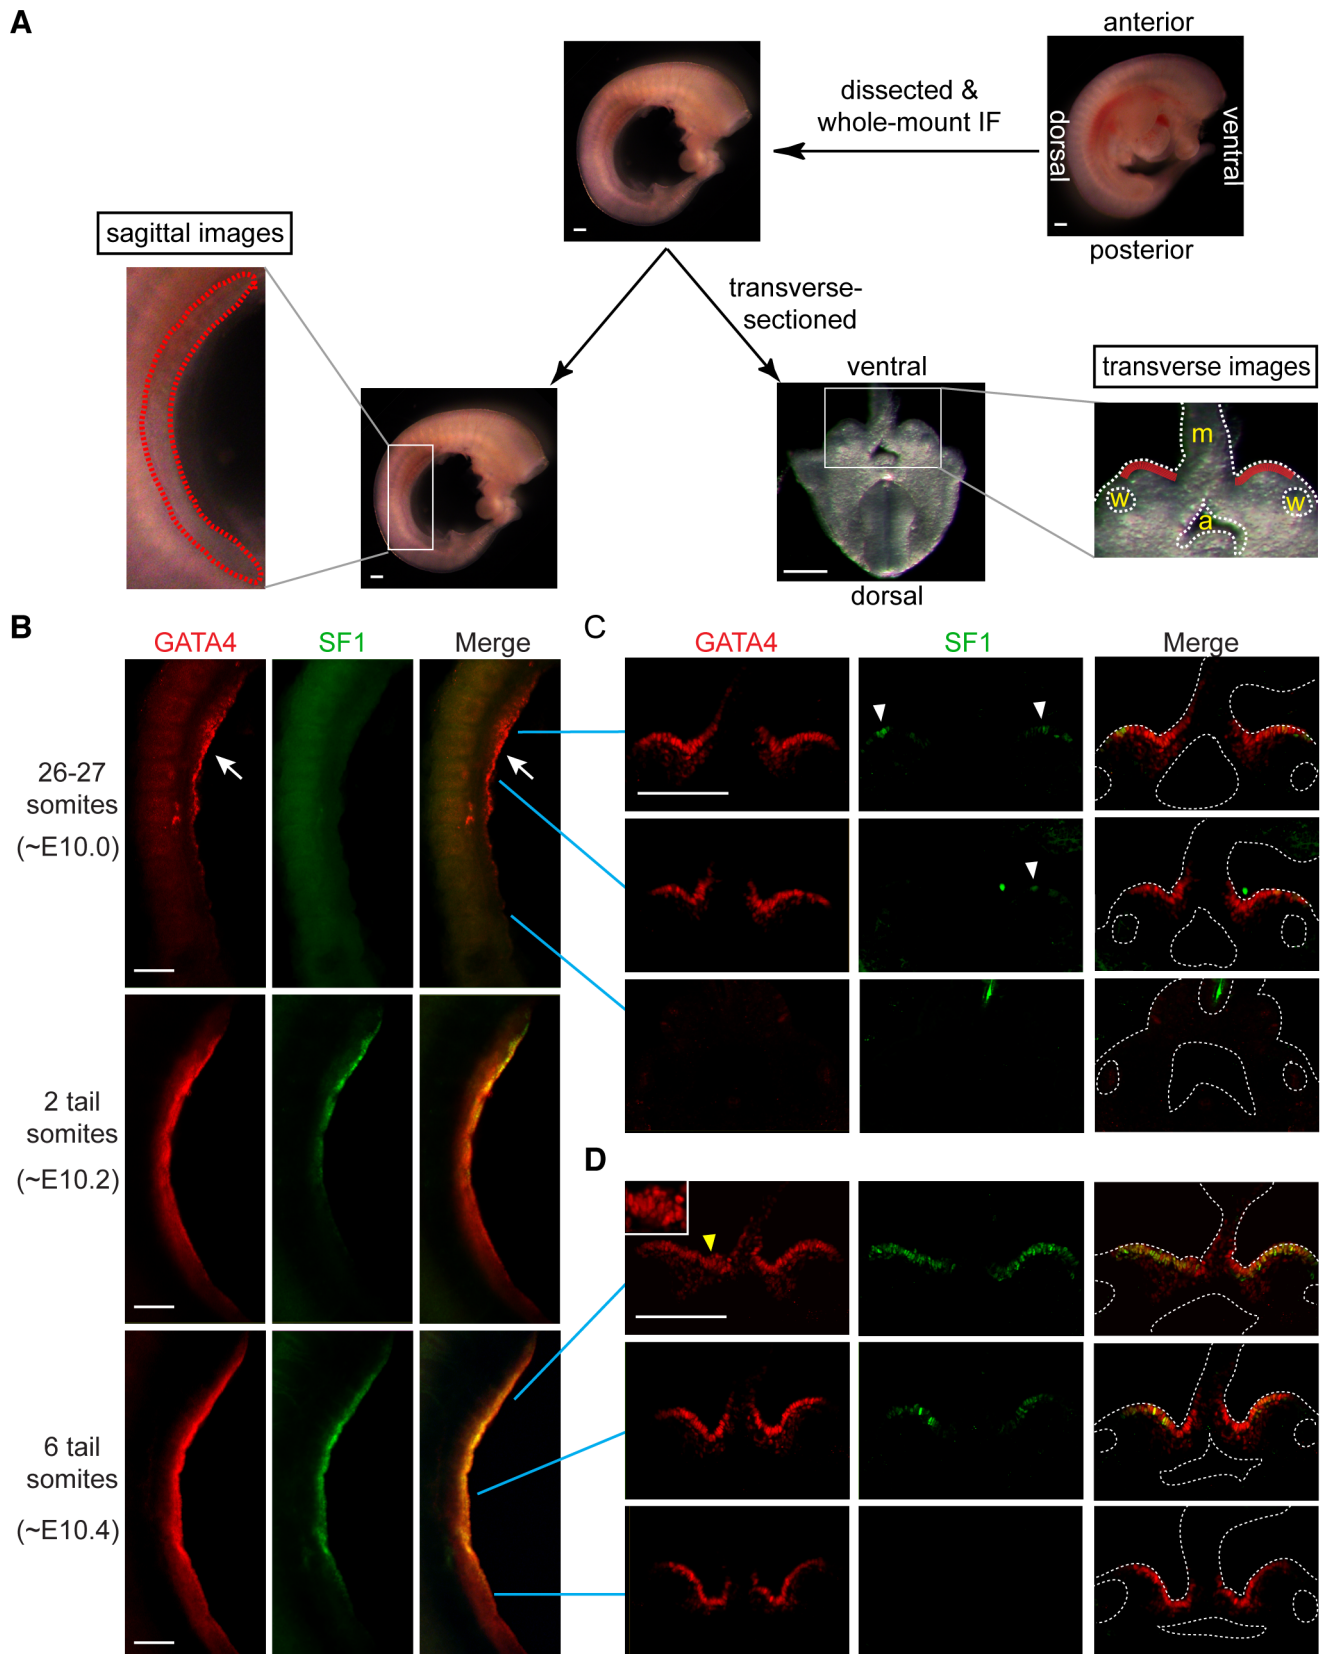 A
anterior
dissected &
whole-mount IF
dorsal
ventral
posterior
sagittal images
transverse-
sectioned
ventral
transverse images
m
w
w
a
dorsal
B
GATA4
SF1
Merge
26-27
somites
(~E10.0)
2 tail
somites
(~E10.2)
6 tail
somites
(~E10.4)
C
GATA4
SF1
Merge
D